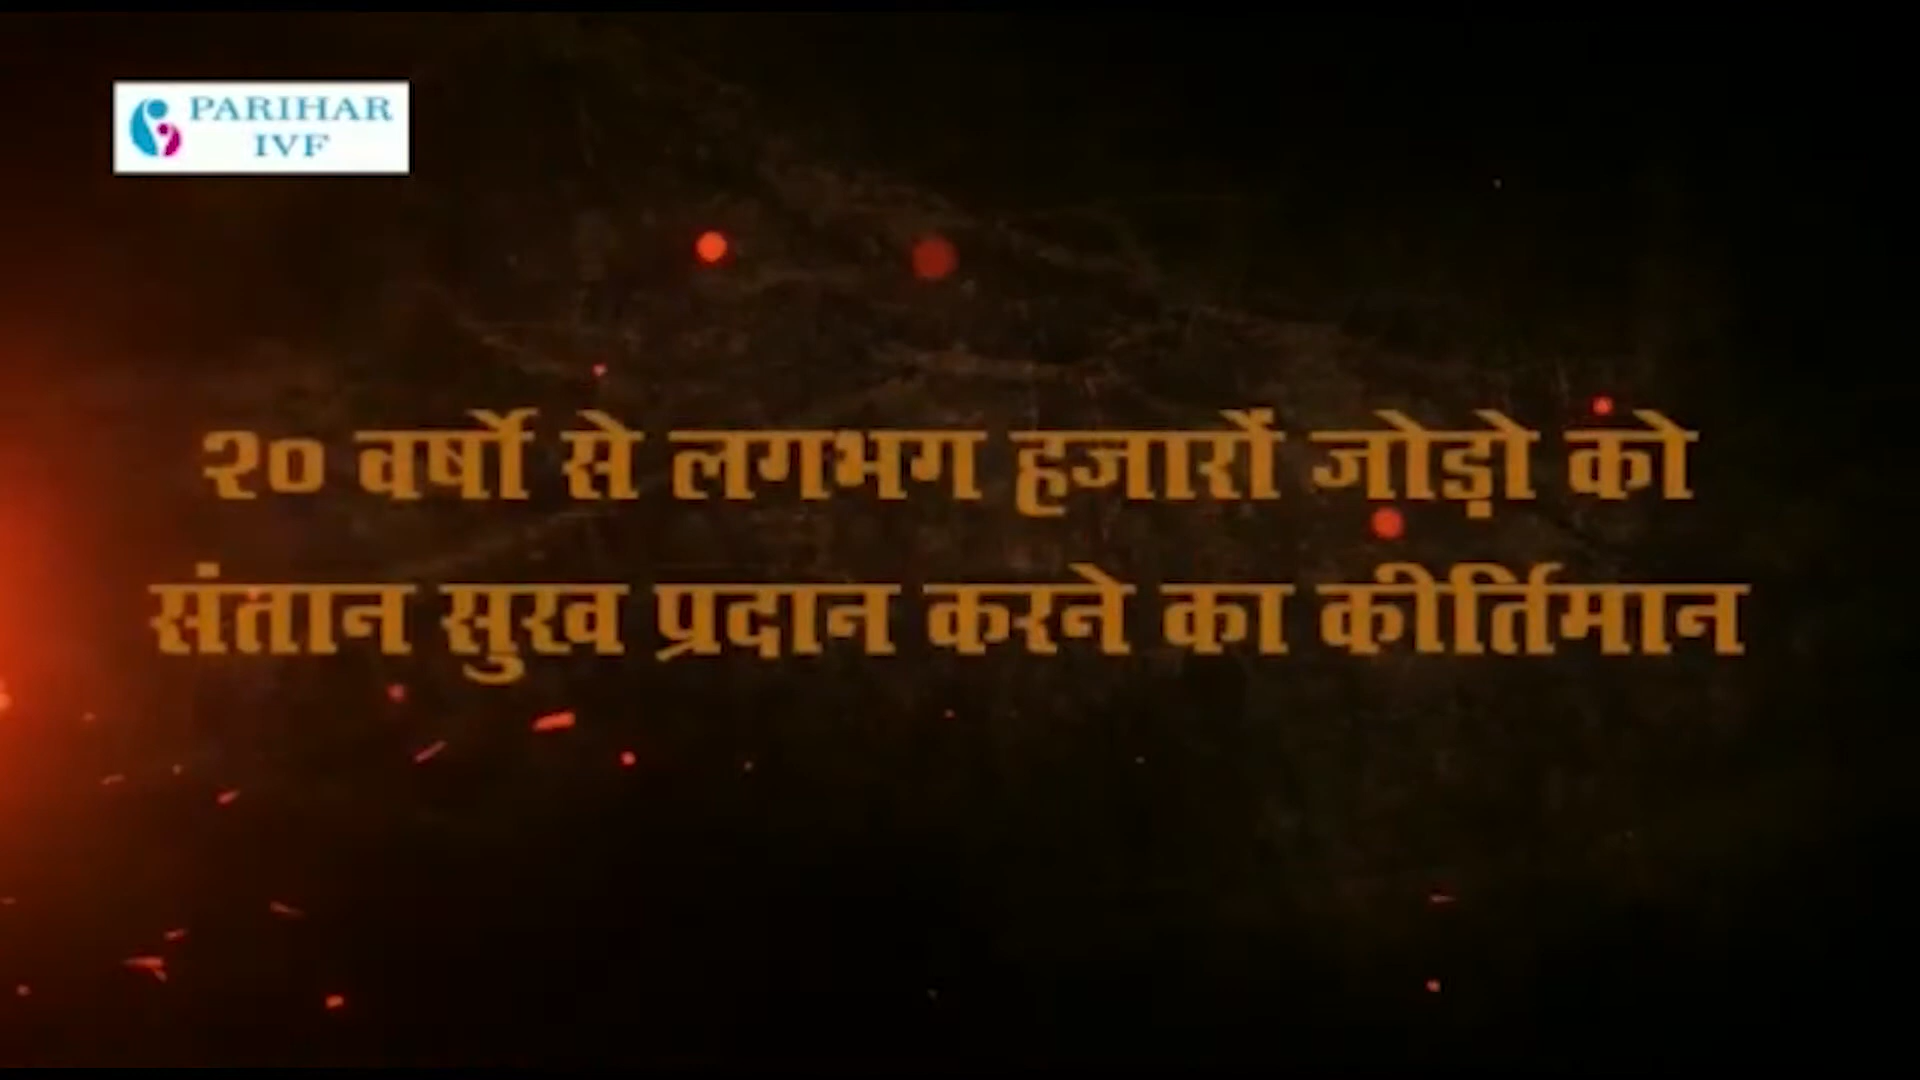 PARIHAR
IVF
२० वर्षो से लगभग हजारों जोड़ो को
संतान सुख प्रदान करने का कीर्तिमान